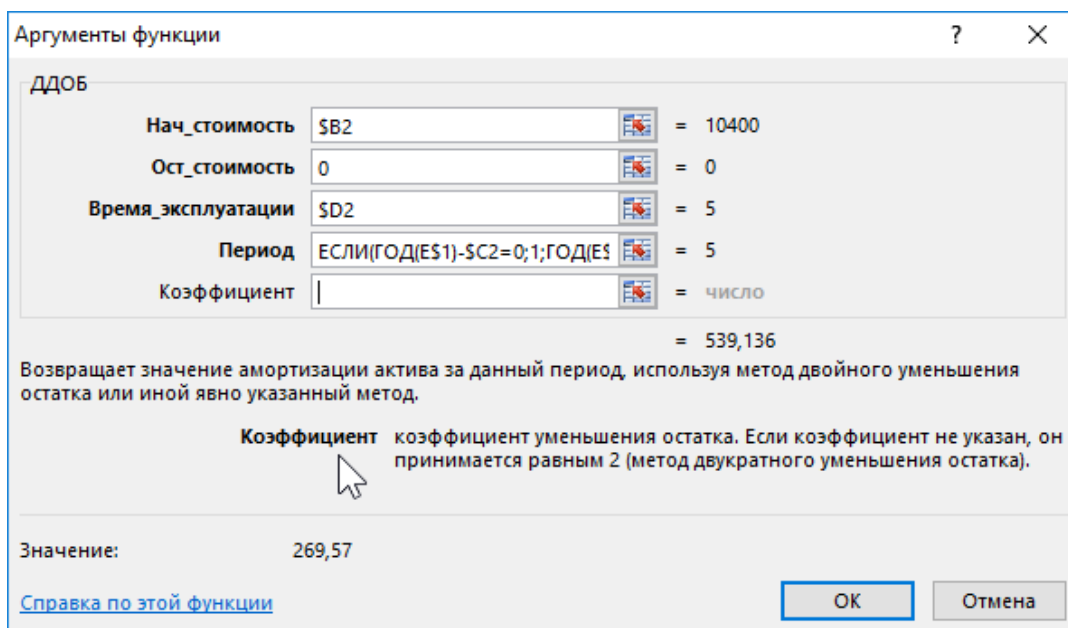 Аргументы функции ? ✕
ДДОБ
Нач_стоимость $B2 = 10400
Ост_стоимость 0 = 0
Время_эксплуатации $D2 = 5
Период ЕСЛИ(ГОД(E$1)-$C2=0;1;ГОД(E$ = 5
Коэффициент = число
= 539,136
Возвращает значение амортизации актива за данный период, используя метод двойного уменьшения
остатка или иной явно указанный метод.
Коэффициент коэффициент уменьшения остатка. Если коэффициент не указан, он
принимается равным 2 (метод двукратного уменьшения остатка).
Значение: 269,57
Справка по этой функции ОК Отмена